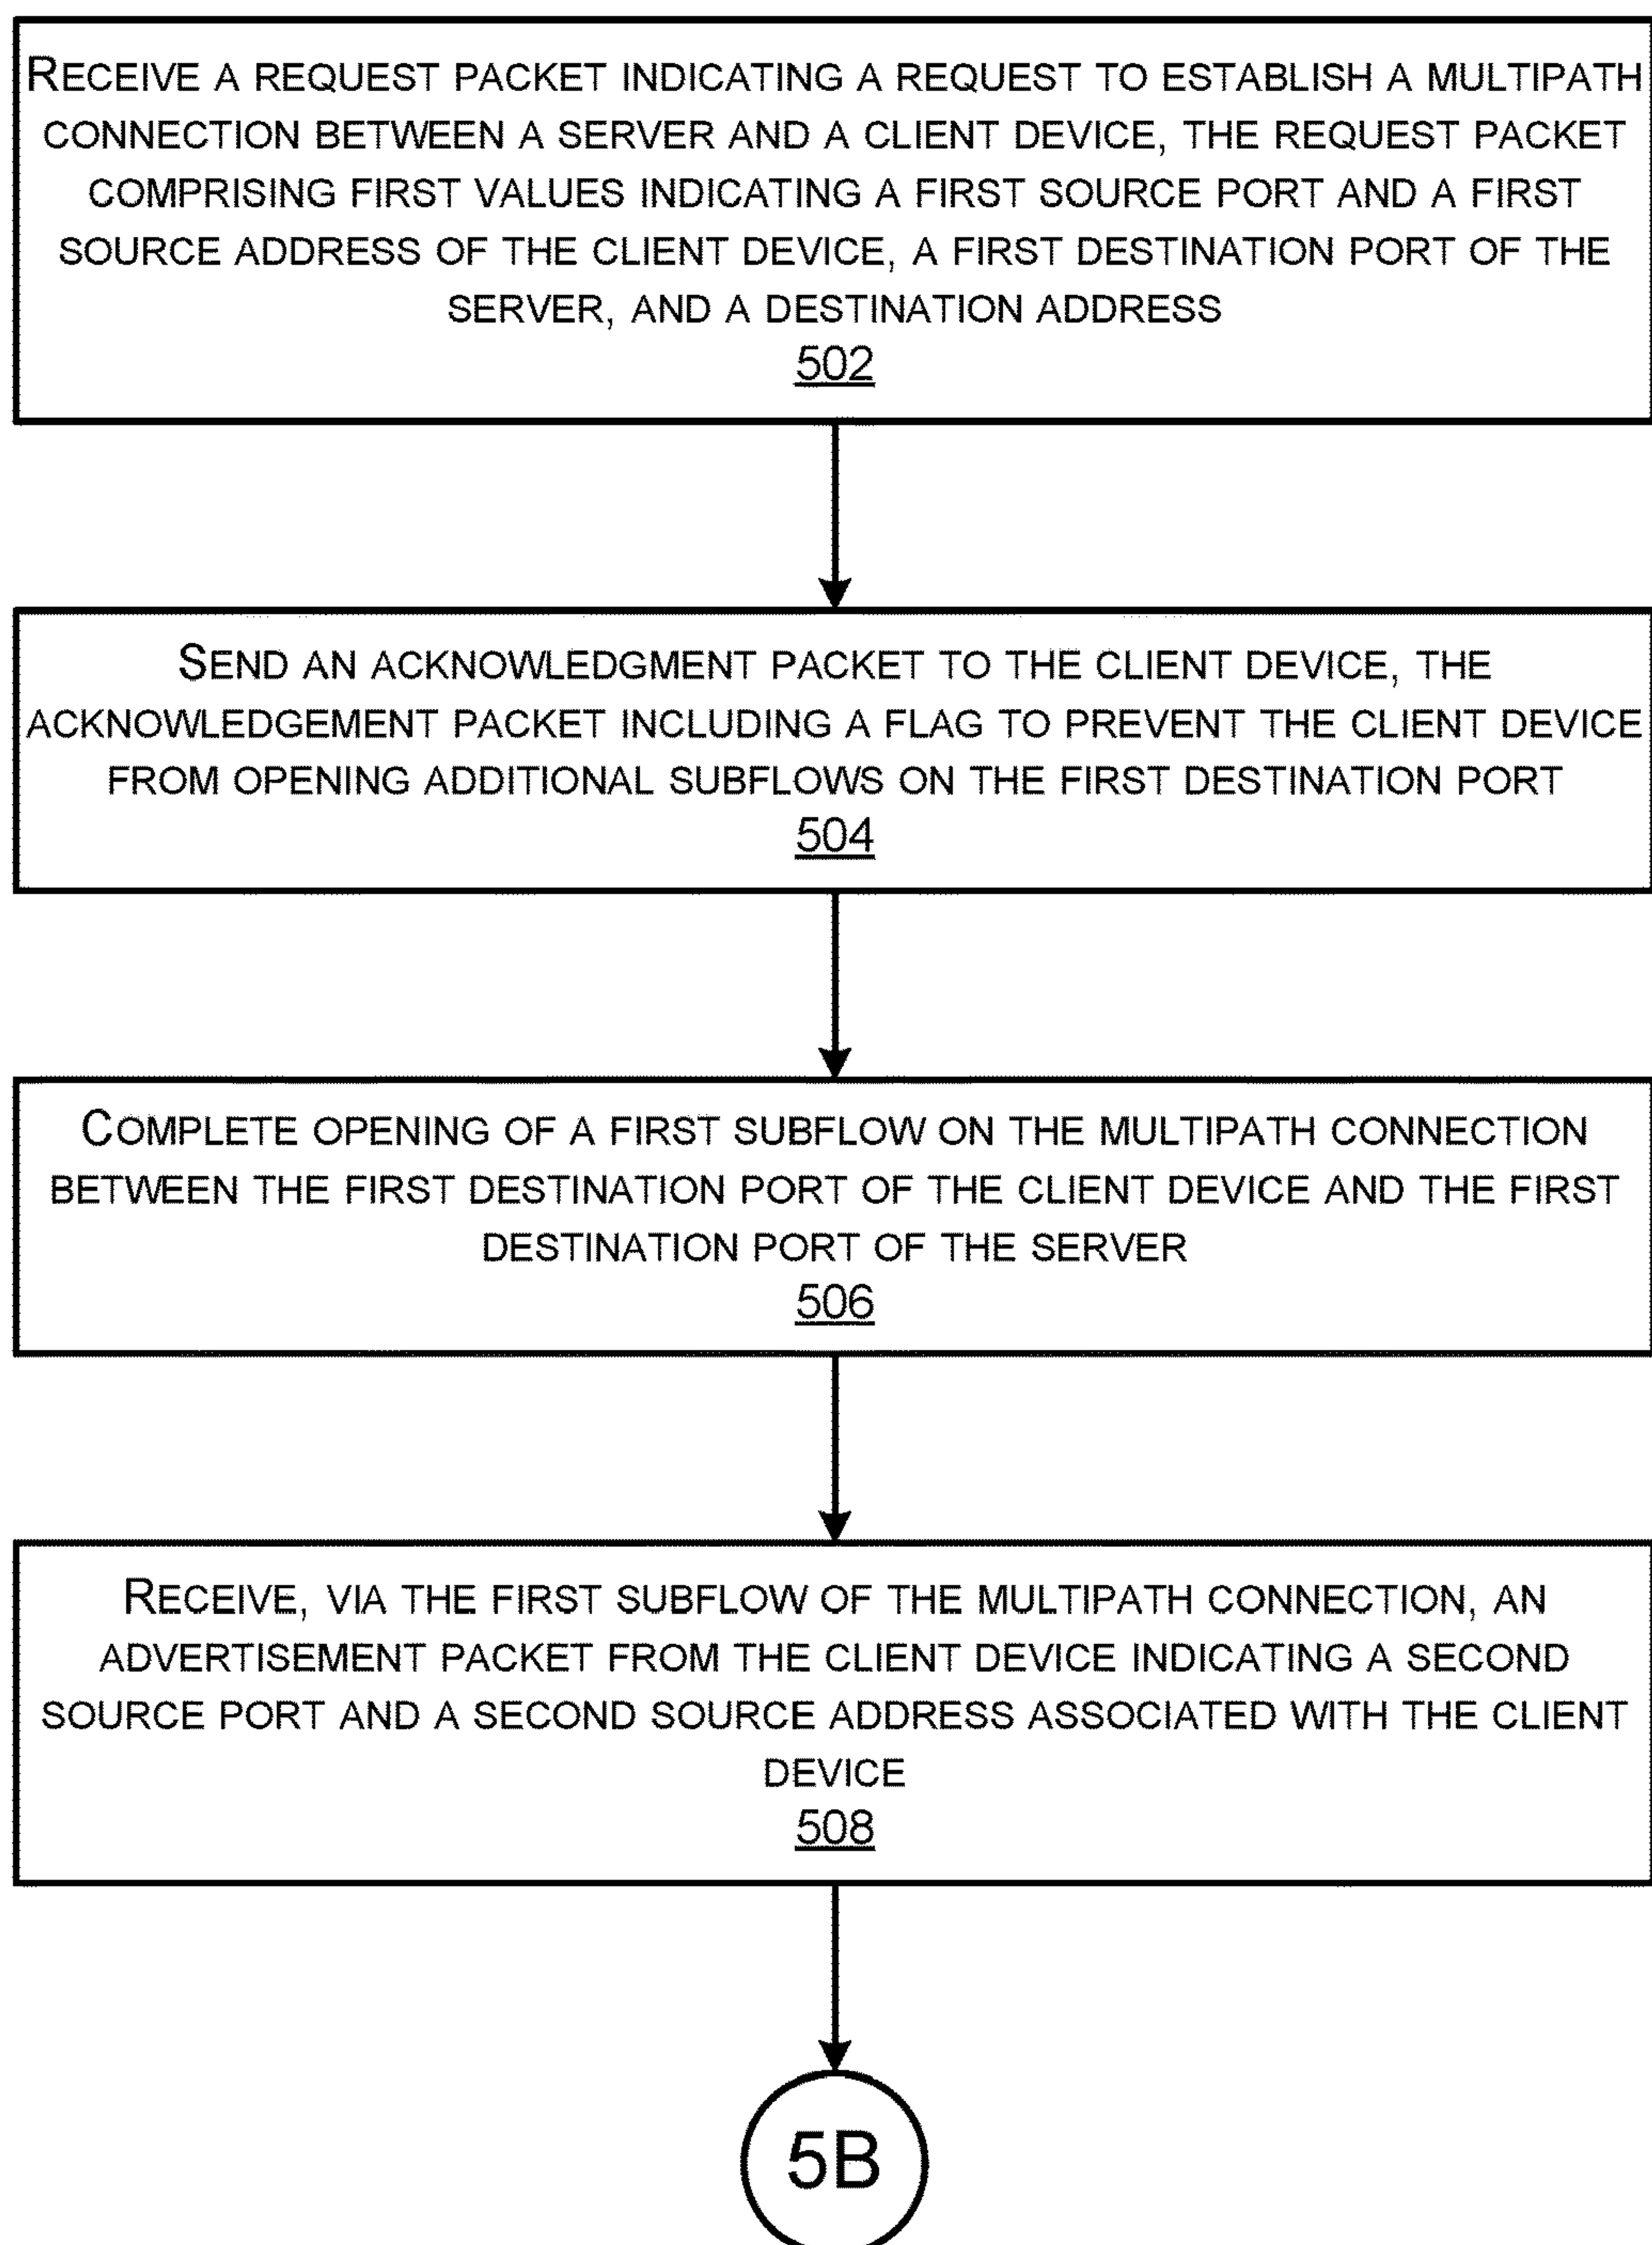 RECEIVE A REQUEST PACKET INDICATING A REQUEST TO ESTABLISH A MULTIPATH
CONNECTION BETWEEN A SERVER AND A CLIENT DEVICE, THE REQUEST PACKET
COMPRISING FIRST VALUES INDICATING A FIRST SOURCE PORT AND A FIRST
SOURCE ADDRESS OF THE CLIENT DEVICE, A FIRST DESTINATION PORT OF THE
SERVER, AND A DESTINATION ADDRESS
502
SEND AN ACKNOWLEDGMENT PACKET TO THE CLIENT DEVICE, THE
ACKNOWLEDGEMENT PACKET INCLUDING A FLAG TO PREVENT THE CLIENT DEVICE
FROM OPENING ADDITIONAL SUBFLOWS ON THE FIRST DESTINATION PORT
504
COMPLETE OPENING OF A FIRST SUBFLOW ON THE MULTIPATH CONNECTION
BETWEEN THE FIRST DESTINATION PORT OF THE CLIENT DEVICE AND THE FIRST
DESTINATION PORT OF THE SERVER
506
RECEIVE, VIA THE FIRST SUBFLOW OF THE MULTIPATH CONNECTION, AN
ADVERTISEMENT PACKET FROM THE CLIENT DEVICE INDICATING A SECOND
SOURCE PORT AND A SECOND SOURCE ADDRESS ASSOCIATED WITH THE CLIENT
DEVICE
508
5B